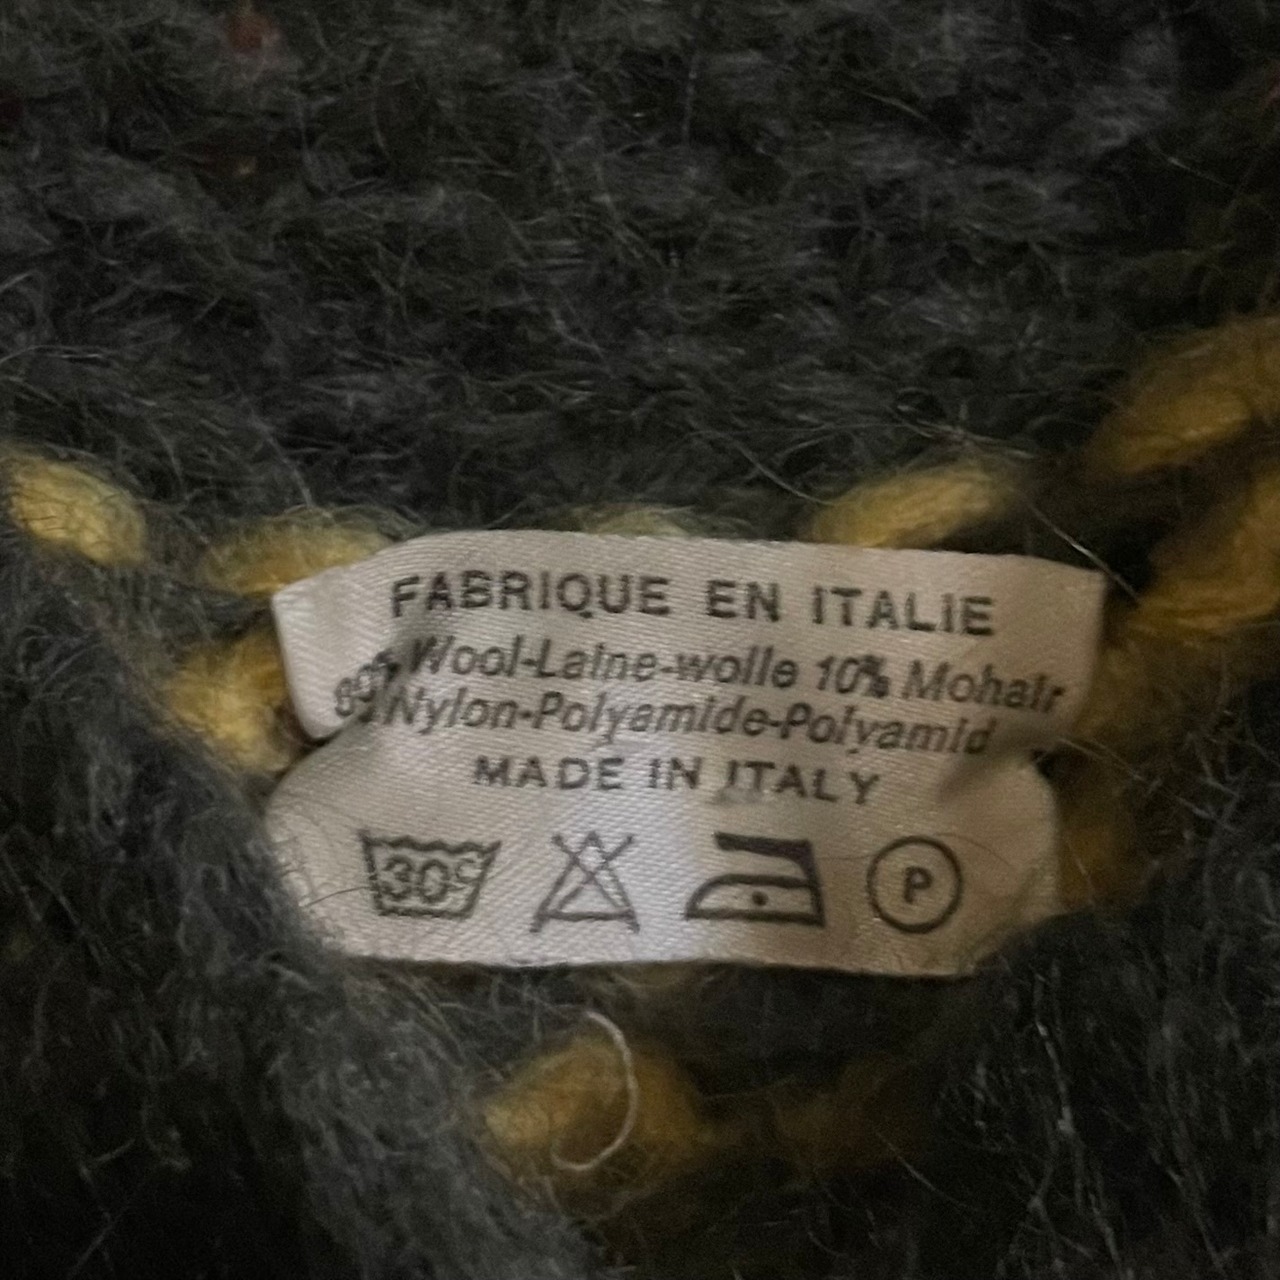 FABRIQUE EN ITALIE
Wool-Laine-wolle 10% Mohair
Nylon-Polyamide-Polyamid
MADE IN ITALY
30°C P